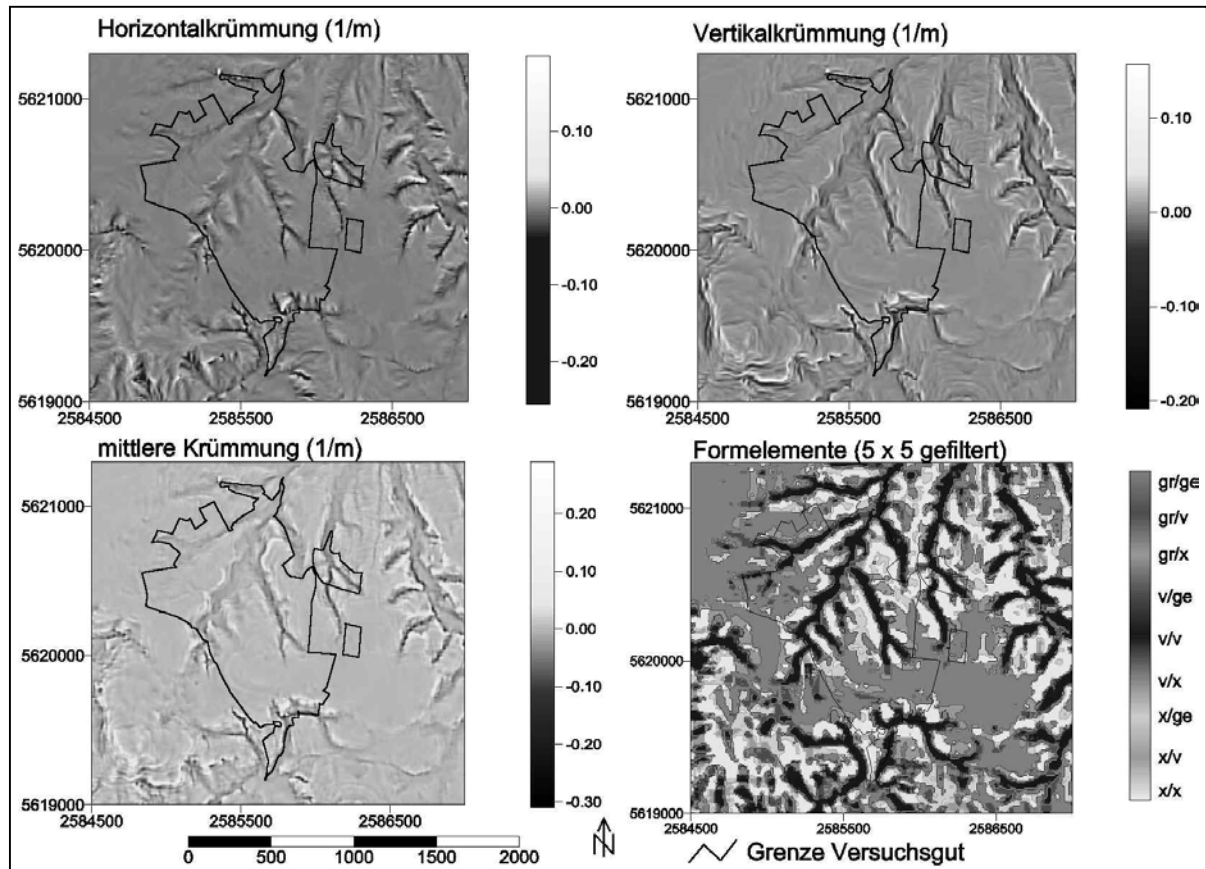 Horizontalkrümmung (1/m)
5621000
5620000
5619000
2584500
2585500
2586500
0.10
0.00
-0.10
-0.20
Vertikalkrümmung (1/m)
5621000
5620000
5619000
2584500
2585500
2586500
0.10
0.00
-0.10
-0.20
mittlere Krümmung (1/m)
5621000
5620000
5619000
2584500
2585500
2586500
0.20
0.10
0.00
-0.10
-0.20
-0.30
Formelemente (5 x 5 gefiltert)
5621000
5620000
5619000
2584500
2585500
2586500
gr/ge
gr/v
gr/x
v/ge
v/v
v/x
x/ge
x/v
x/x
0
500
1000
1500
2000
N
Grenze Versuchsgut